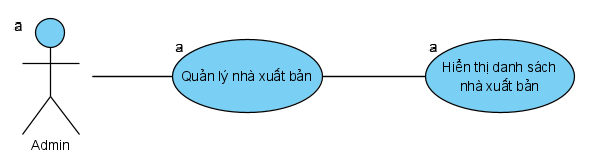 a
a
a
Quản lý nhà xuất bản
Hiển thị danh sách
nhà xuất bản
Admin